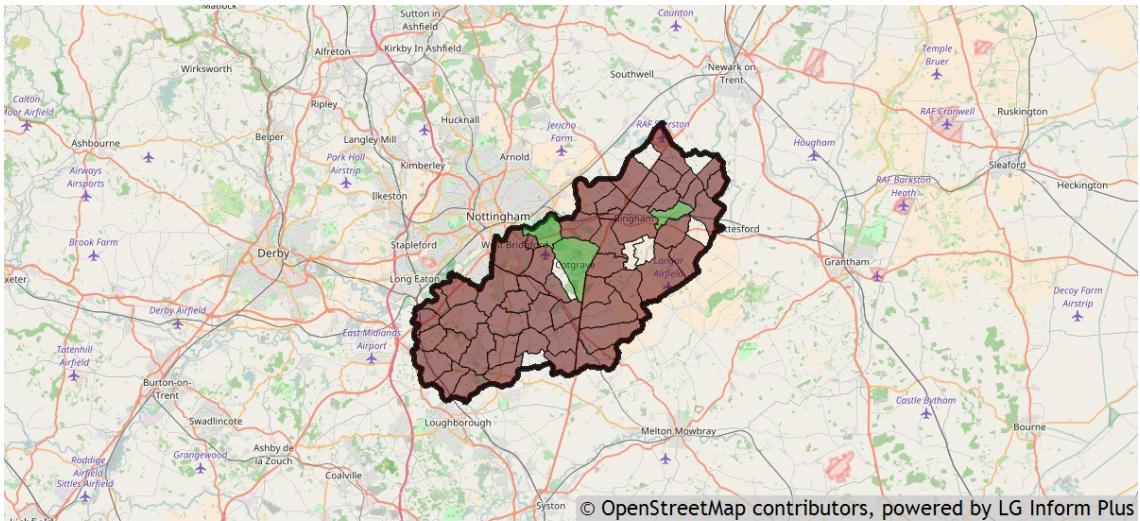 Matlock
Sutton in
Ashfield
Caunton
Alfreton
Kirkby In Ashfield
Temple
Bruer
Wirksworth
Southwell
Newark on
Trent
Calton
Moor Airfield
Ripley
RAF Cranwell
Ruskington
Hucknall
Jericho
Farm
RAF Syerston
Ashbourne
Belper
Langley Mill
Arnold
Hougham
Sleaford
Airways
Airsports
Park Hall
Airstrip
Kimberley
RAF Barkston
Heath
Heckington
Ilkeston
Nottingham
Bingham
Brook Farm
Stapleford
West Bridgford
Derby
Cotgrave
Langar
Airfield
Grantham
Long Eaton
Derby Airfield
Decoy Farm
Airstrip
East Midlands
Airport
Tatenhill
Airfield
Burton-on-
Trent
Castle Bytham
Swadlincote
Loughborough
Melton Mowbray
Bourne
Ashby de
la Zouch
Grangewood
Coalville
Roddige
Airfield
Sittles Airfield
Syston
© OpenStreetMap contributors, powered by LG Inform Plus